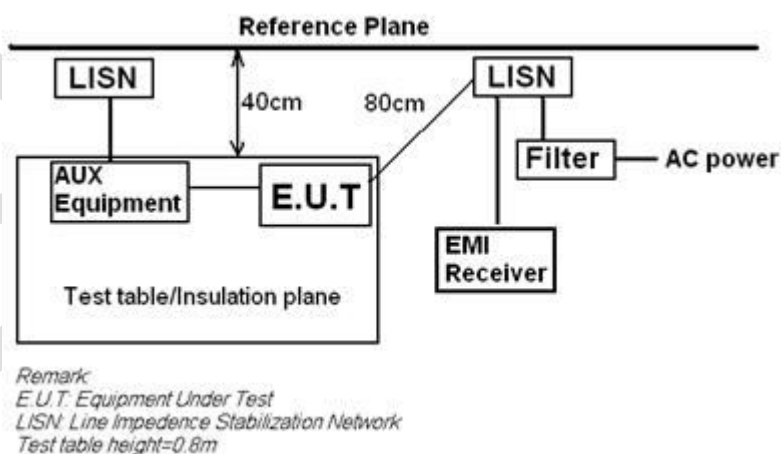 Reference Plane
LISN
40cm
80cm
LISN
Filter
AC power
AUX
Equipment
E.U.T
EMI
Receiver
Test table/Insulation plane
Remark
E.U.T: Equipment Under Test
LISN: Line Impedence Stabilization Network
Test table height=0.8m